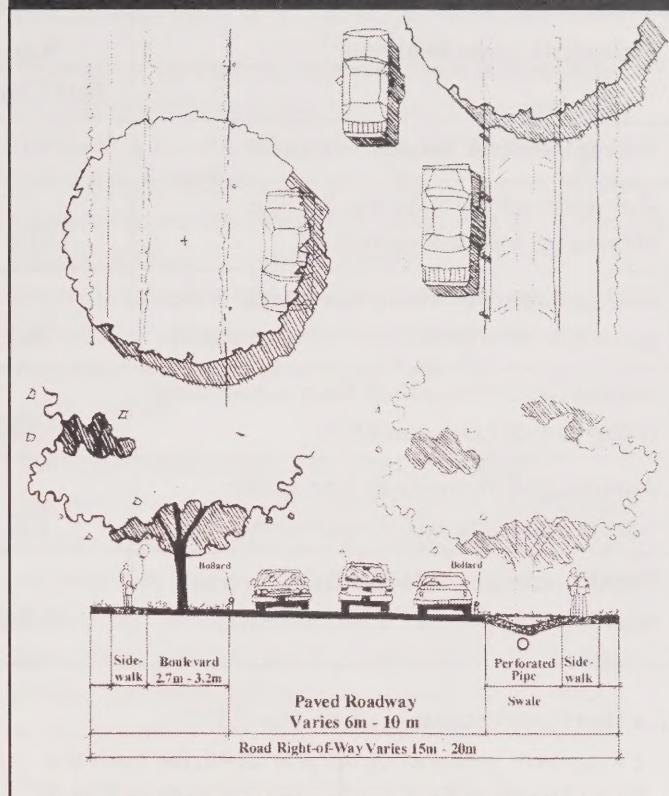 Bollard
Bollard
Side-
walk
Boulevard
2.7m - 3.2m
Perforated
Pipe
Side-
walk
Paved Roadway
Varies 6m - 10 m
Swale
Road Right-of-Way Varies 15m - 20m